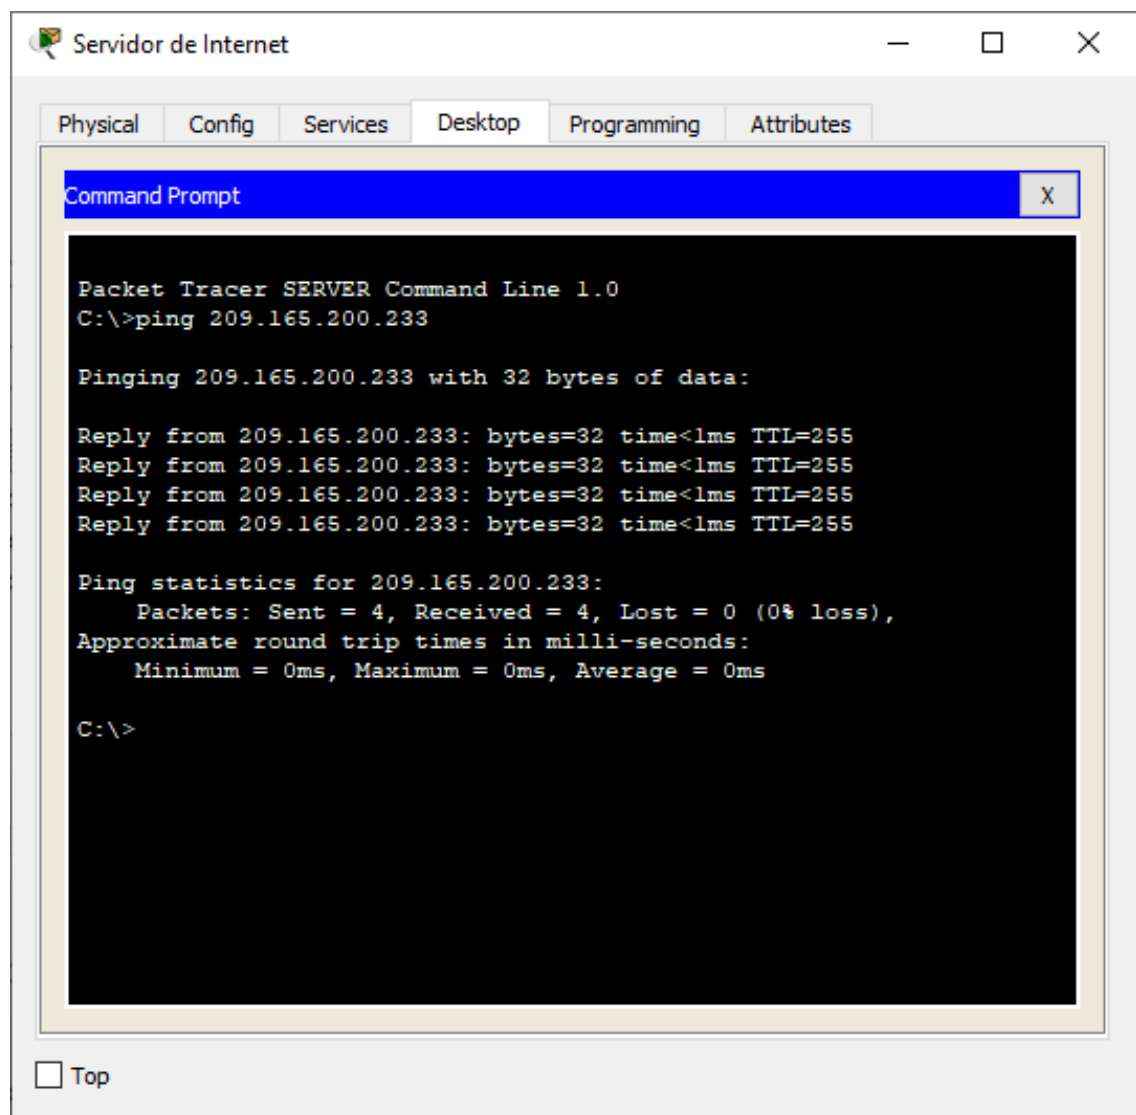 Servidor de Internet
Physical Config Services Desktop Programming Attributes
Command Prompt X
Packet Tracer SERVER Command Line 1.0
C:\>ping 209.165.200.233
Pinging 209.165.200.233 with 32 bytes of data:
Reply from 209.165.200.233: bytes=32 time<1ms TTL=255
Reply from 209.165.200.233: bytes=32 time<1ms TTL=255
Reply from 209.165.200.233: bytes=32 time<1ms TTL=255
Reply from 209.165.200.233: bytes=32 time<1ms TTL=255
Ping statistics for 209.165.200.233:
    Packets: Sent = 4, Received = 4, Lost = 0 (0% loss),
Approximate round trip times in milli-seconds:
    Minimum = 0ms, Maximum = 0ms, Average = 0ms
C:\>
Top